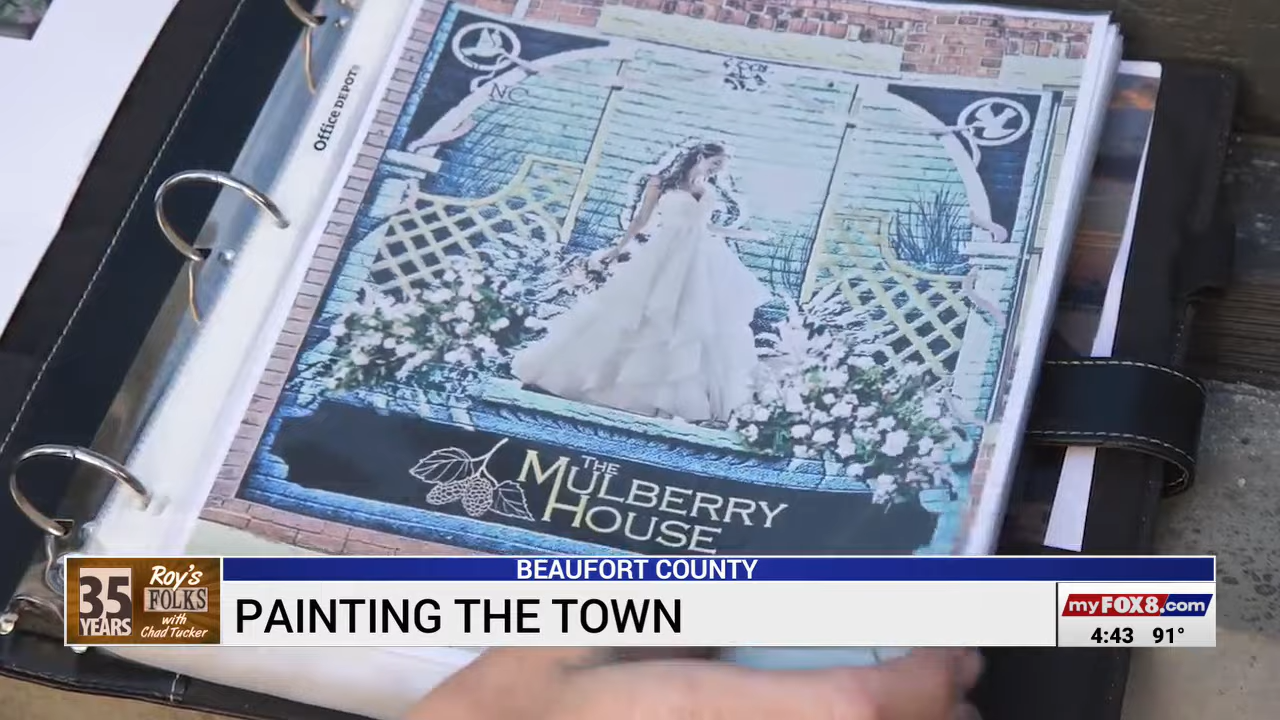 Office DEPOT®
NC
THE
MULBERRY
HOUSE
35
YEARS
Roy's
FOLKS
with
Chad Tucker
BEAUFORT COUNTY
PAINTING THE TOWN
myFOX8.com
4:43 91°